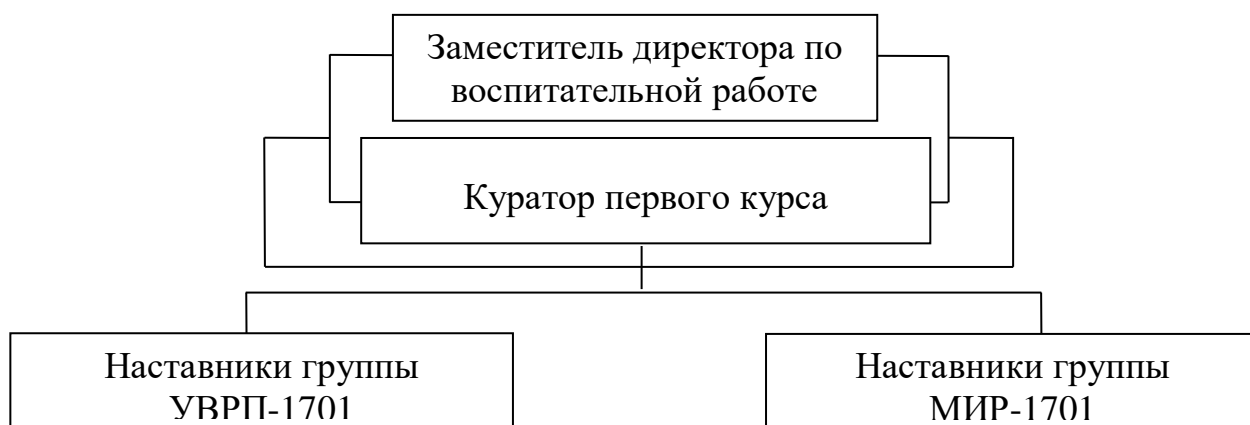 Заместитель директора по
воспитательной работе
Куратор первого курса
Наставники группы
УВРП-1701
Наставники группы
МИР-1701